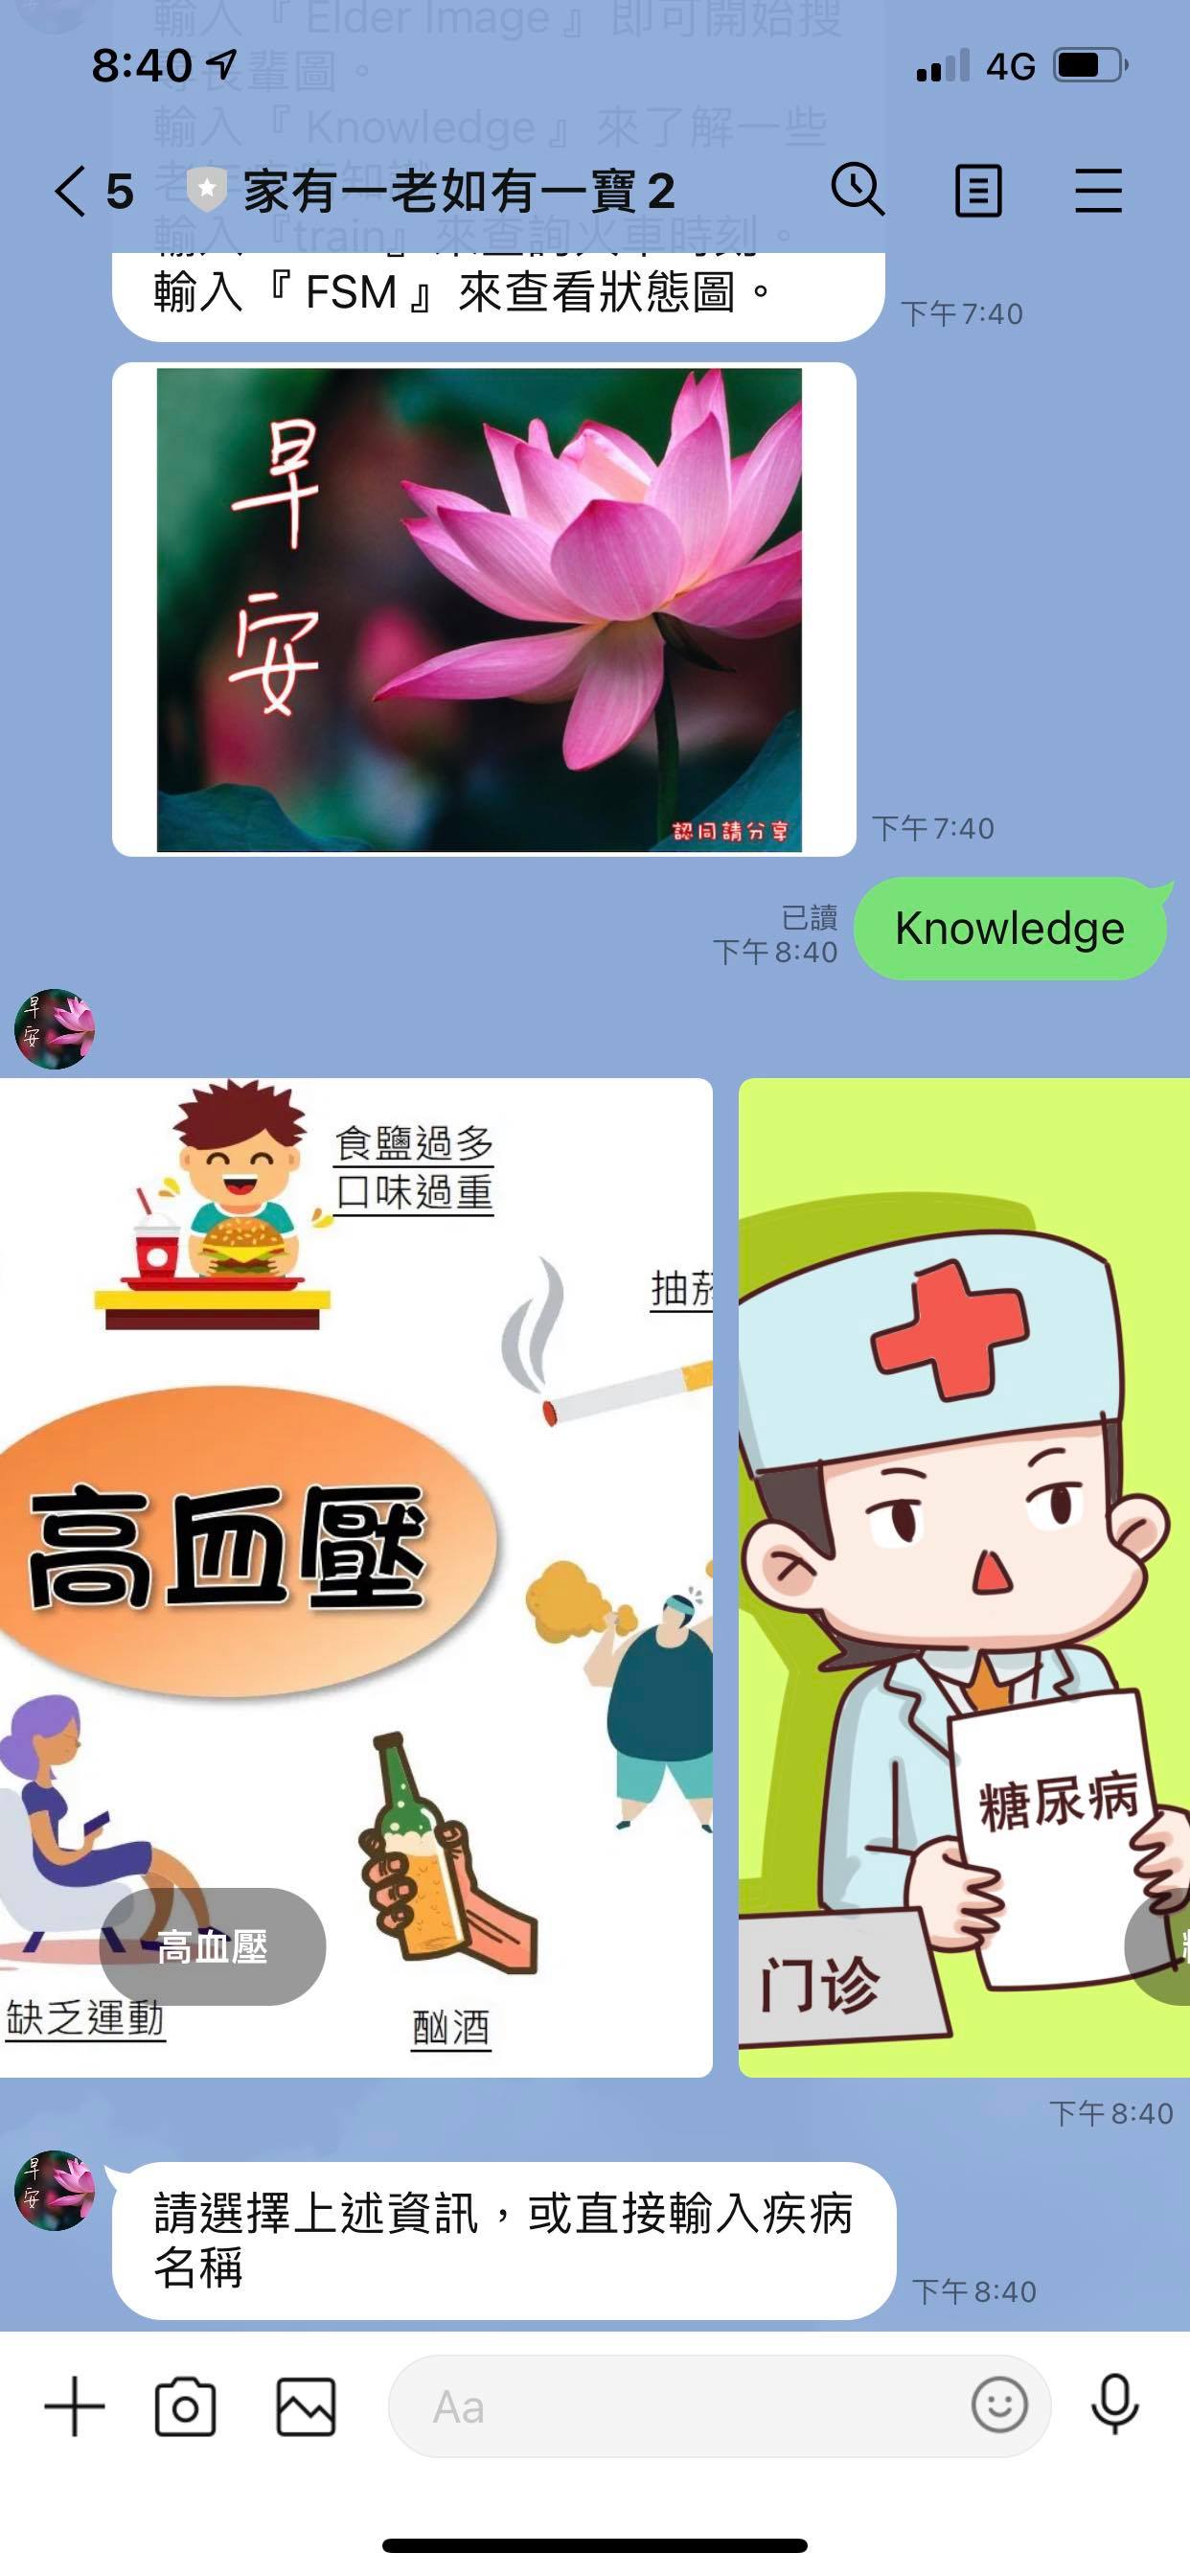 輸入『 Elder Image 』即可開始搜
尋長輩圖。
8:40
4G
輸入『 Knowledge 』來了解一些
5
家有一老如有一寶2
輸入『train』來查詢火車時刻。
輸入『 FSM 』來查看狀態圖。
下午7:40
早
安
認同請分享
下午7:40
已讀
下午8:40
Knowledge
早
安
食鹽過多
口味過重
抽菸
高血壓
糖尿病
高血壓
门诊
缺乏運動
酗酒
下午8:40
早
安
請選擇上述資訊，或直接輸入疾病
名稱
下午8:40
Aa